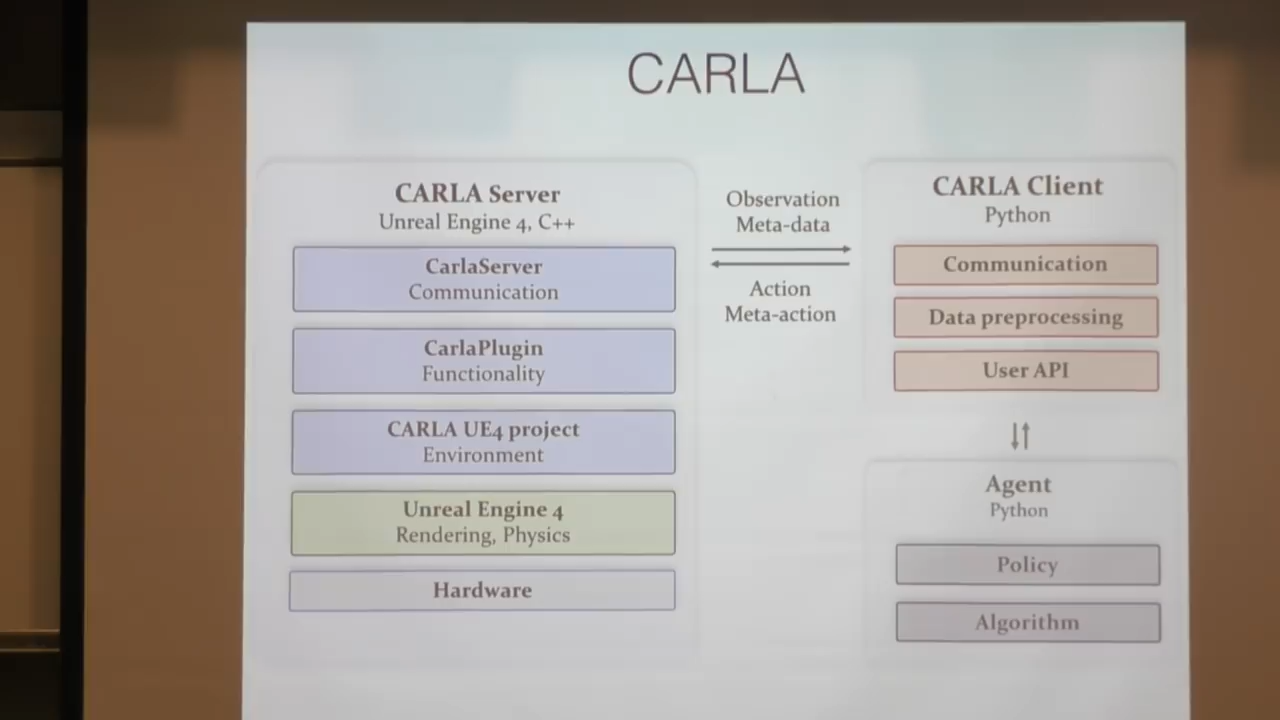 CARLA
CARLA Server
Unreal Engine 4, C++
CarlaServer
Communication
CarlaPlugin
Functionality
CARLA UE4 project
Environment
Unreal Engine 4
Rendering, Physics
Hardware
Observation
Meta-data
Action
Meta-action
CARLA Client
Python
Communication
Data preprocessing
User API
Agent
Python
Policy
Algorithm